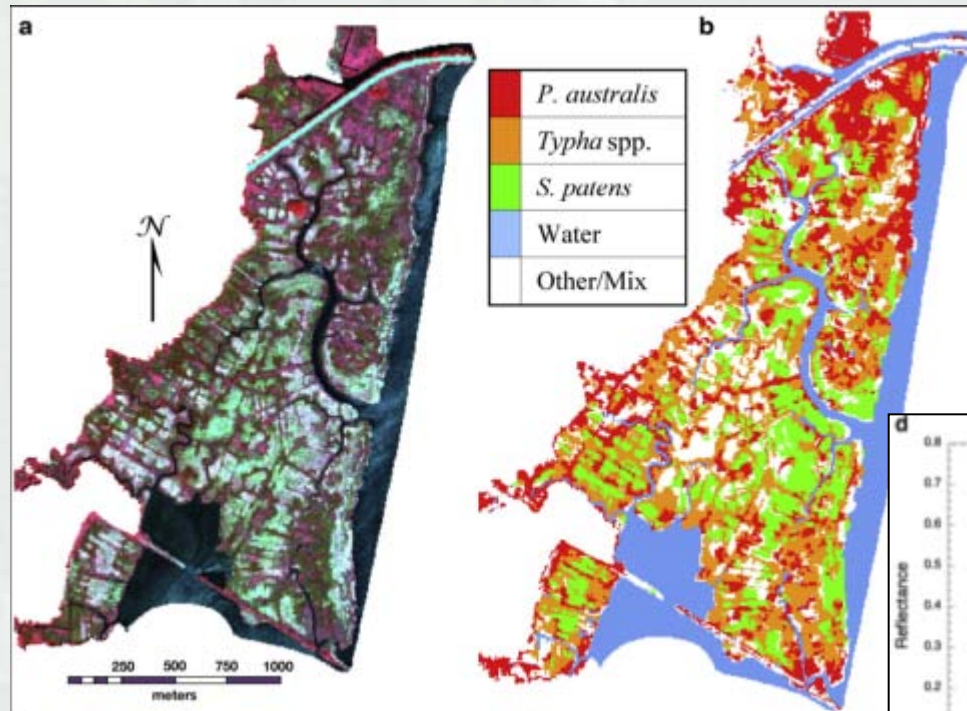 a
b
P. australis
Typha spp.
S. patens
Water
Other/Mix
N
250 500 750 1000
meters
d
0.8
0.7
0.6
0.5
0.4
0.3
0.2
Reflectance